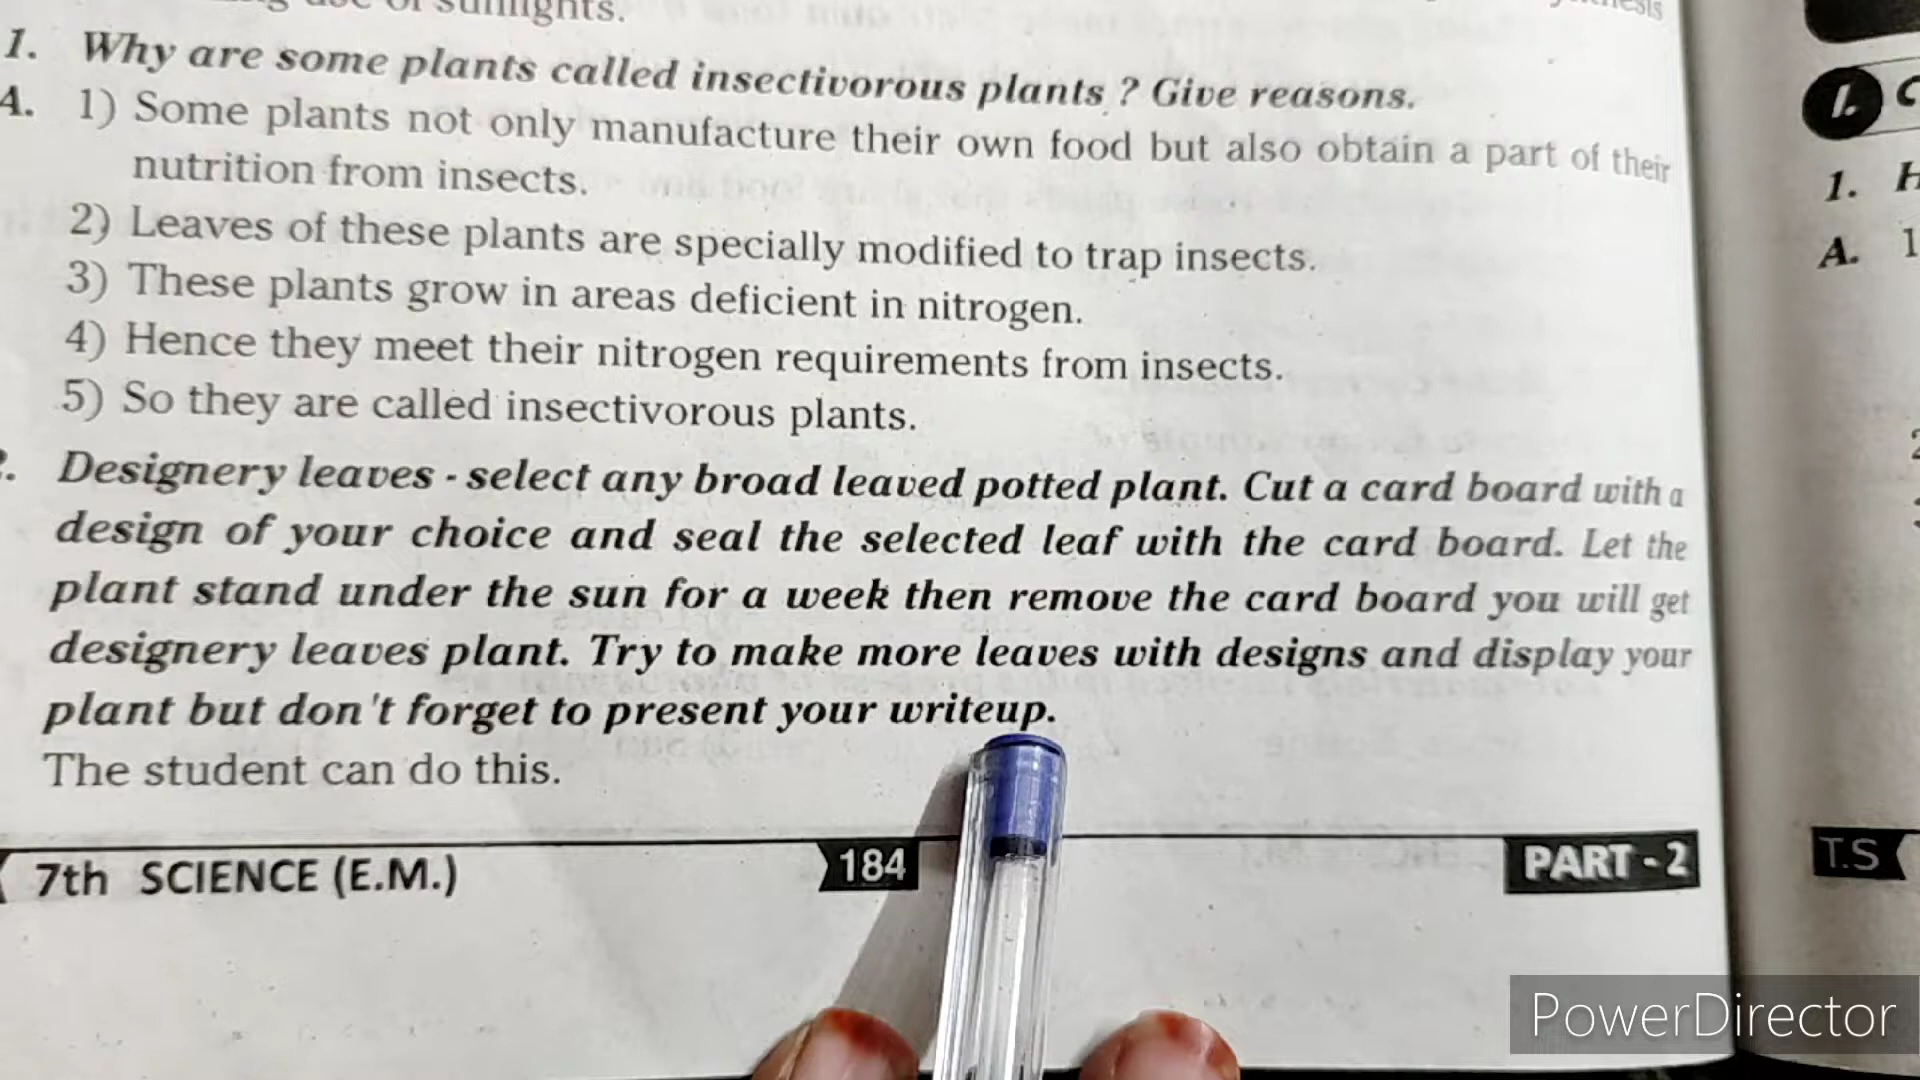 use of sunlights.
1. Why are some plants called insectivorous plants ? Give reasons.
A. 1) Some plants not only manufacture their own food but also obtain a part of their
nutrition from insects.
2) Leaves of these plants are specially modified to trap insects.
3) These plants grow in areas deficient in nitrogen.
4) Hence they meet their nitrogen requirements from insects.
5) So they are called insectivorous plants.
Designery leaves - select any broad leaved potted plant. Cut a card board with a
design of your choice and seal the selected leaf with the card board. Let the
plant stand under the sun for a week then remove the card board you will get
designery leaves plant. Try to make more leaves with designs and display your
plant but don't forget to present your writeup.
The student can do this.
7th SCIENCE (E.M.) 184 PART - 2
I.
1. H
A. 1
T.S
PowerDirector